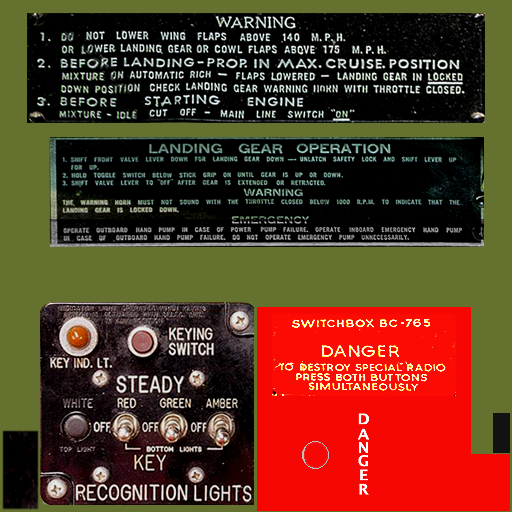 WARNING
1. DO NOT LOWER WING FLAPS ABOVE 140 M.P.H.
OR LOWER LANDING GEAR OR COWL FLAPS ABOVE 175 M.P.H.
2. BEFORE LANDING-PROP. IN MAX. CRUISE. POSITION
MIXTURE ON AUTOMATIC RICH - FLAPS LOWERED - LANDING GEAR IN LOCKED
DOWN POSITION CHECK LANDING GEAR WARNING HORN WITH THROTTLE CLOSED.
3. BEFORE STARTING ENGINE
MIXTURE - IDLE CUT OFF - MAIN LINE SWITCH "ON"
LANDING GEAR OPERATION
1. SHIFT FRONT VALVE LEVER DOWN FOR LANDING GEAR DOWN — UNLATCH SAFETY LOCK AND SHIFT LEVER UP
FOR UP.
2. HOLD TOGGLE SWITCH BELOW STICK GRIP ON UNTIL GEAR IS UP OR DOWN.
3. SHIFT VALVE LEVER TO "OFF" AFTER GEAR IS EXTENDED OR RETRACTED.
WARNING
THE WARNING HORN MUST NOT SOUND WITH THE THROTTLE CLOSED BELOW 1000 R.P.M. TO INDICATE THAT THE
LANDING GEAR IS LOCKED DOWN.
EMERGENCY
OPERATE OUTBOARD HAND PUMP IN CASE OF POWER PUMP FAILURE. OPERATE INBOARD EMERGENCY HAND PUMP
IN CASE OF OUTBOARD HAND PUMP FAILURE. DO NOT OPERATE EMERGENCY PUMP UNNECESSARILY.
KEY IND. LT.
KEYING
SWITCH
STEADY
WHITE RED GREEN AMBER
OFF OFF OFF
TOP LIGHT BOTTOM LIGHTS
KEY
RECOGNITION LIGHTS
SWITCHBOX BC-765
DANGER
TO DESTROY SPECIAL RADIO
PRESS BOTH BUTTONS
SIMULTANEOUSLY
DANGER